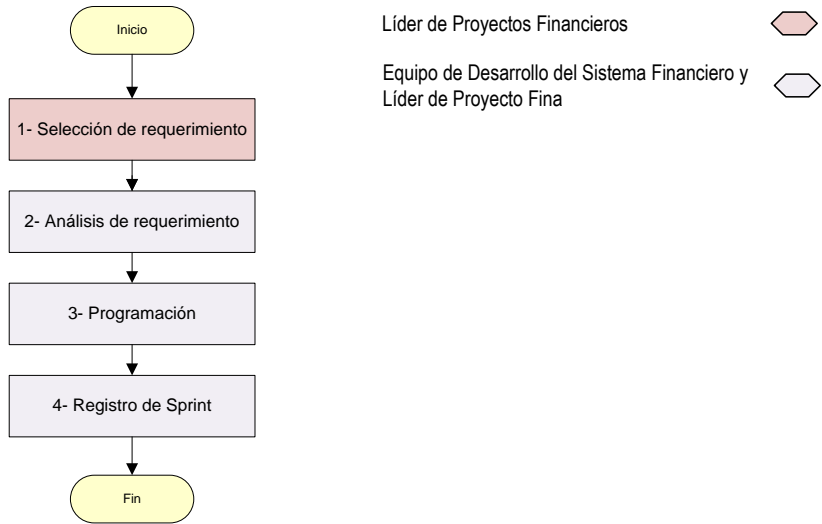 Inicio
1- Selección de requerimiento
2- Análisis de requerimiento
3- Programación
4- Registro de Sprint
Fin
Líder de Proyectos Financieros
Equipo de Desarrollo del Sistema Financiero y
Líder de Proyecto Fina